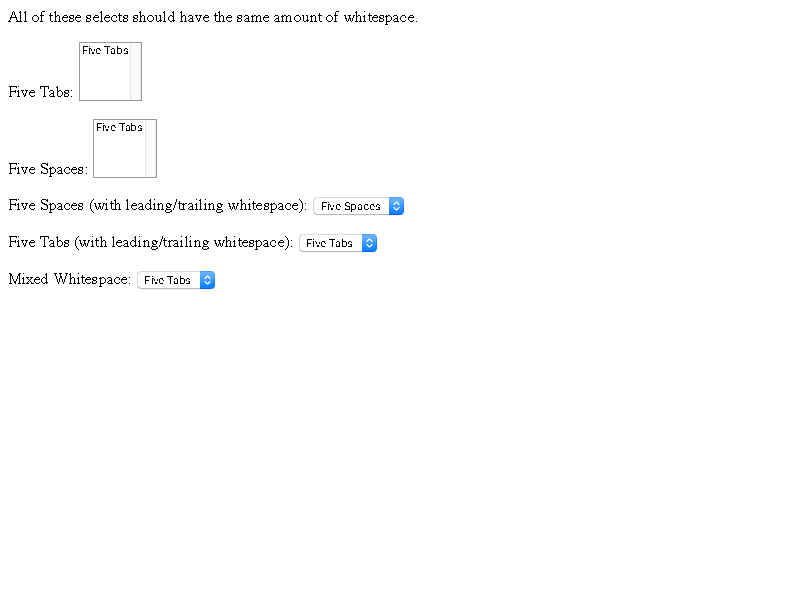 All of these selects should have the same amount of whitespace.
Five Tabs: Five Tabs
Five Spaces: Five Tabs
Five Spaces (with leading/trailing whitespace): Five Spaces
Five Tabs (with leading/trailing whitespace): Five Tabs
Mixed Whitespace: Five Tabs